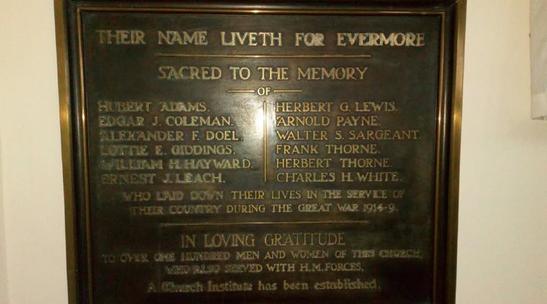 THEIR NAME LIVETH FOR EVERMORE
SACRED TO THE MEMORY
OF
HUBERT ADAMS.
EDGAR J. COLEMAN.
ALEXANDER F. DOEL.
LOTTIE E. GIDDINGS.
WILLIAM H. HAYWARD.
ERNEST J. LEACH.
HERBERT G. LEWIS.
ARNOLD PAYNE.
WALTER S. SARGEANT.
FRANK THORNE.
HERBERT THORNE.
CHARLES H. WHITE.
WHO LAID DOWN THEIR LIVES IN THE SERVICE OF
THEIR COUNTRY DURING THE GREAT WAR 1914-9.
IN LOVING GRATITUDE
TO OVER ONE HUNDRED MEN AND WOMEN OF THIS CHURCH,
WHO ALSO SERVED WITH H.M. FORCES,
A Church Institute has been established.